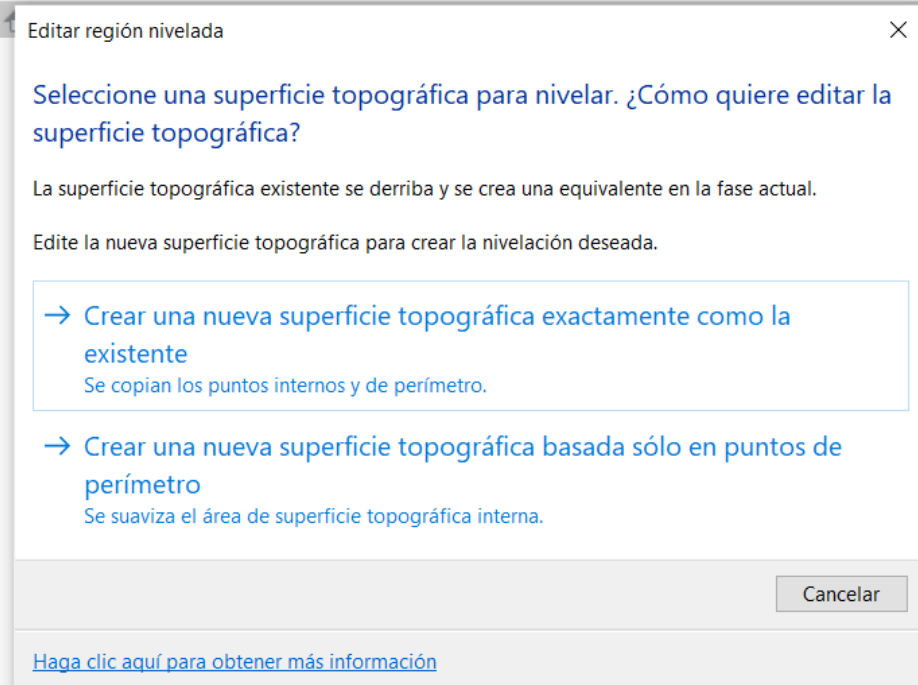 Editar región nivelada
Seleccione una superficie topográfica para nivelar. ¿Cómo quiere editar la
superficie topográfica?
La superficie topográfica existente se derriba y se crea una equivalente en la fase actual.
Edite la nueva superficie topográfica para crear la nivelación deseada.
Crear una nueva superficie topográfica exactamente como la
existente
Se copian los puntos internos y de perímetro.
Crear una nueva superficie topográfica basada sólo en puntos de
perímetro
Se suaviza el área de superficie topográfica interna.
Cancelar
Haga clic aquí para obtener más información